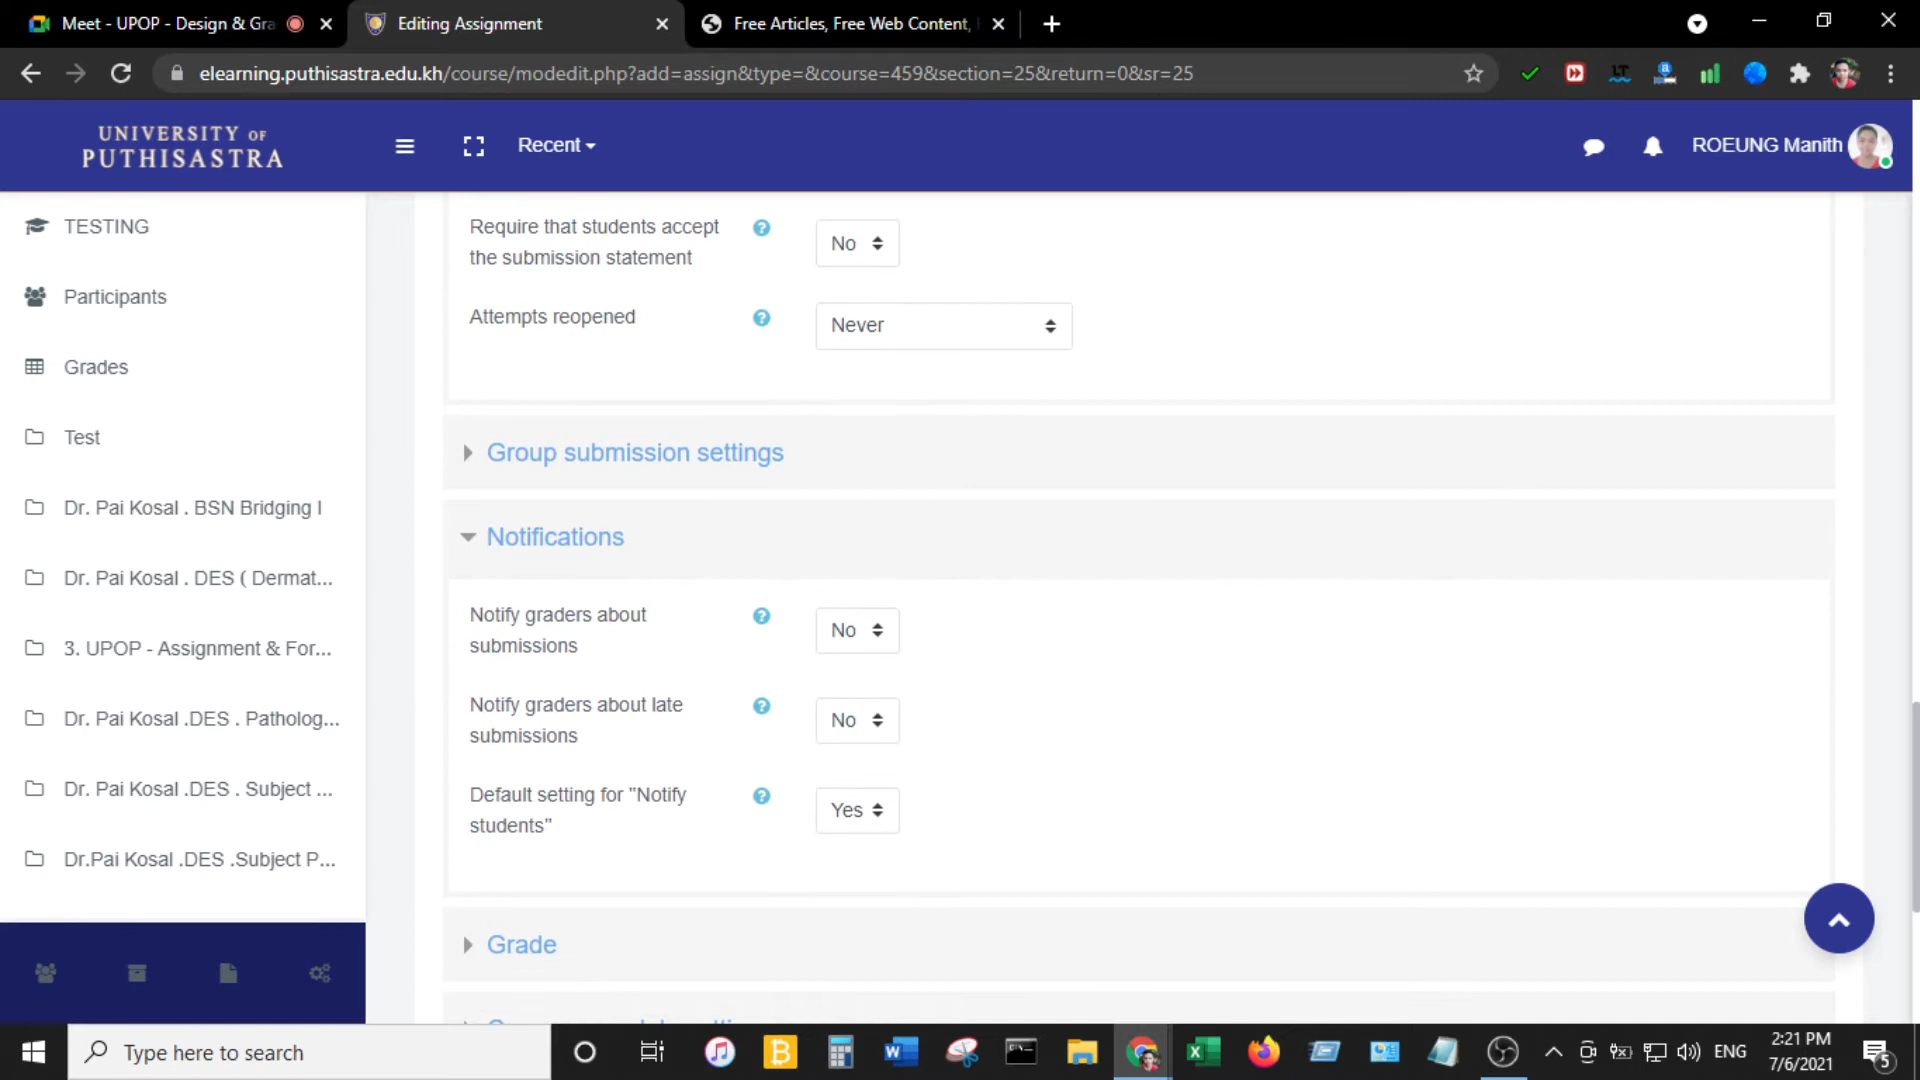 Meet - UPOP - Design & Gra
Editing Assignment
Free Articles, Free Web Content,
elearning.puthisastra.edu.kh/course/modedit.php?add=assign&type=&course=459&section=25&return=0&sr=25
UNIVERSITY OF
PUTHISASTRA
Recent
ROEUNG Manith
TESTING
Participants
Grades
Test
Dr. Pai Kosal . BSN Bridging I
Dr. Pai Kosal . DES ( Dermat...
3. UPOP - Assignment & For...
Dr. Pai Kosal .DES . Patholog...
Dr. Pai Kosal .DES . Subject ...
Dr.Pai Kosal .DES .Subject P...
Require that students accept
the submission statement
No
Attempts reopened
Never
Group submission settings
Notifications
Notify graders about
submissions
No
Notify graders about late
submissions
No
Default setting for "Notify
students"
Yes
Grade
Type here to search
ENG
2:21 PM
7/6/2021
5